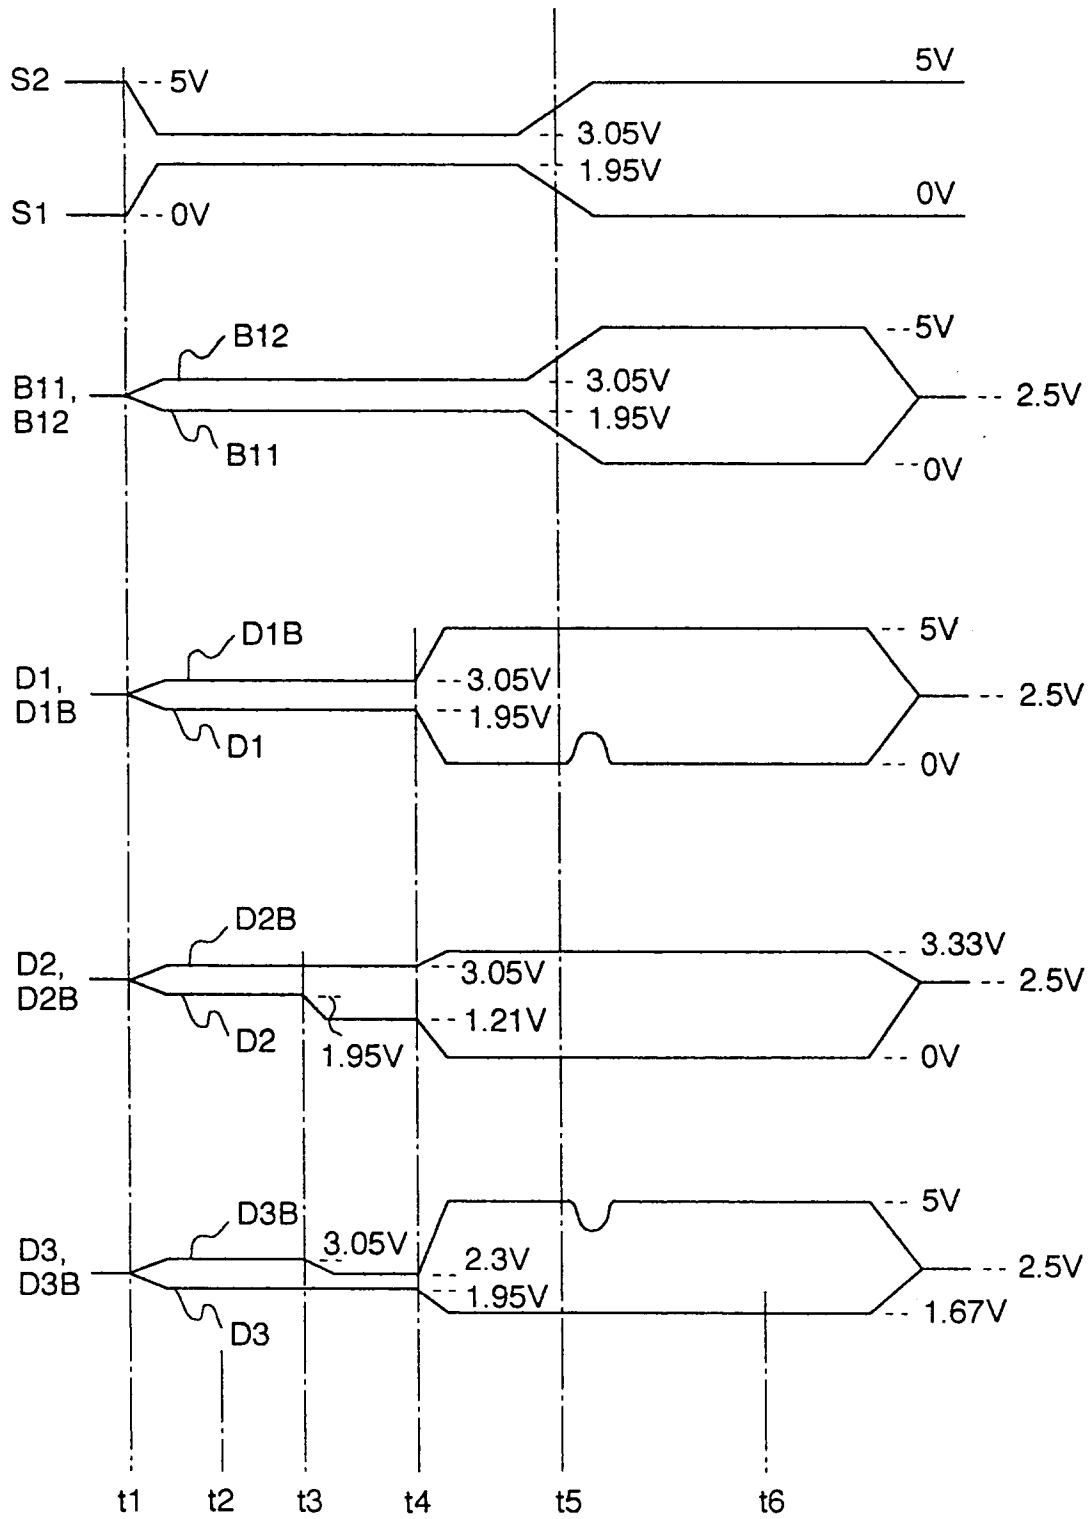 S2
5V
5V
3.05V
1.95V
S1
0V
0V
B12
5V
B11,
B12
3.05V
1.95V
2.5V
B11
0V
D1B
5V
D1,
D1B
3.05V
1.95V
2.5V
D1
0V
D2B
3.33V
D2,
D2B
3.05V
2.5V
1.21V
D2
1.95V
0V
D3B
5V
3.05V
D3,
D3B
2.3V
1.95V
2.5V
1.67V
D3
t1 t2 t3 t4 t5 t6